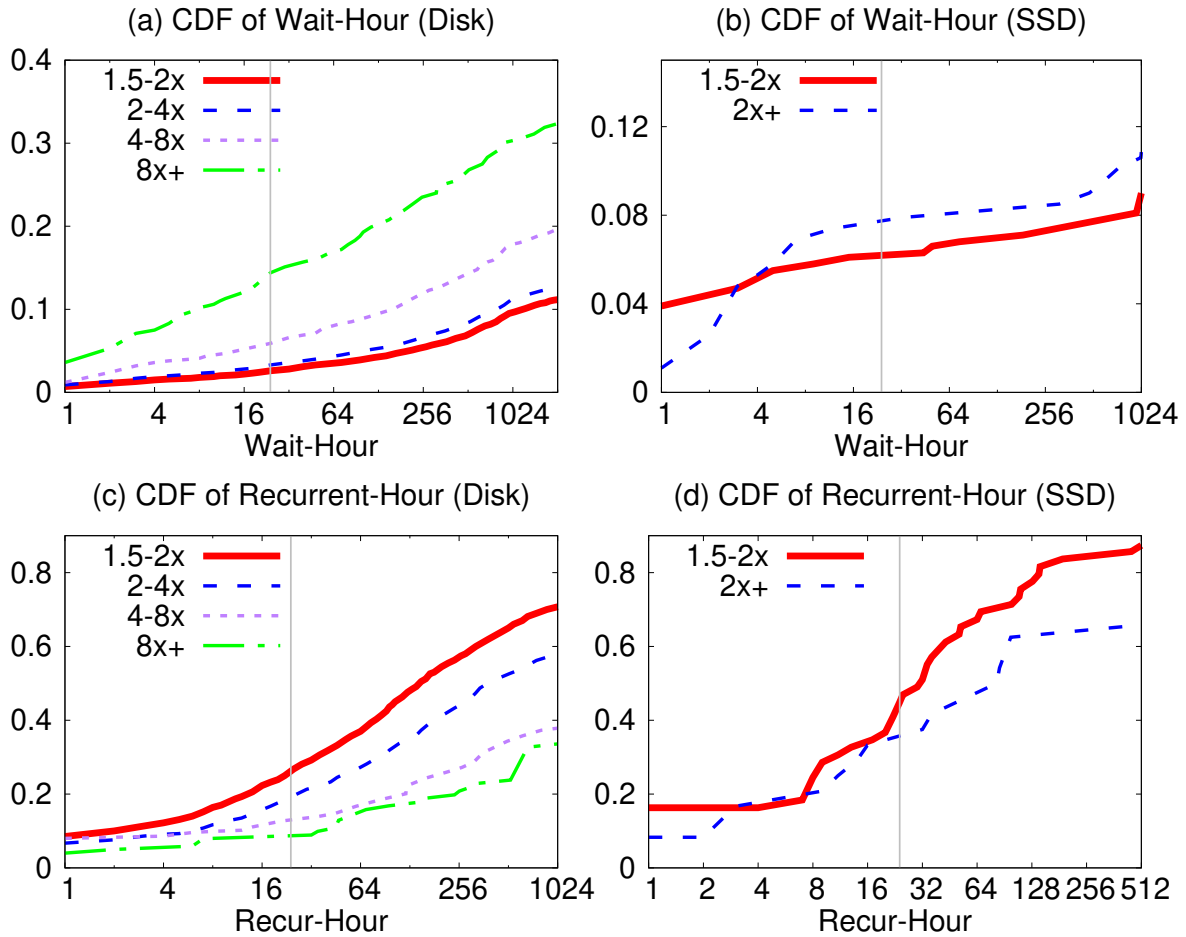 (a) CDF of Wait-Hour (Disk)
0.4
0.3
0.2
0.1
0
1.5-2x
2-4x
4-8x
8x+
1 4 16 64 256 1024
Wait-Hour
(b) CDF of Wait-Hour (SSD)
0.12
0.08
0.04
0
1.5-2x
2x+
1 4 16 64 256 1024
Wait-Hour
(c) CDF of Recurrent-Hour (Disk)
0.8
0.6
0.4
0.2
0
1.5-2x
2-4x
4-8x
8x+
1 4 16 64 256 1024
Recur-Hour
(d) CDF of Recurrent-Hour (SSD)
0.8
0.6
0.4
0.2
0
1.5-2x
2x+
1 2 4 8 16 32 64 128 256 512
Recur-Hour